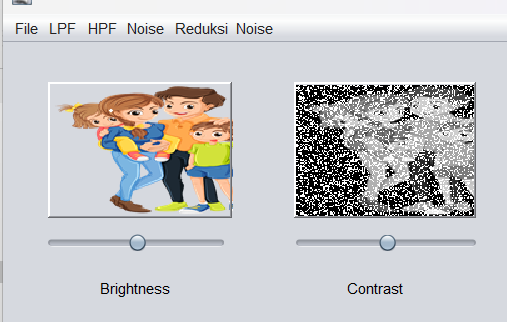 File LPF HPF Noise Reduksi Noise
Brightness Contrast